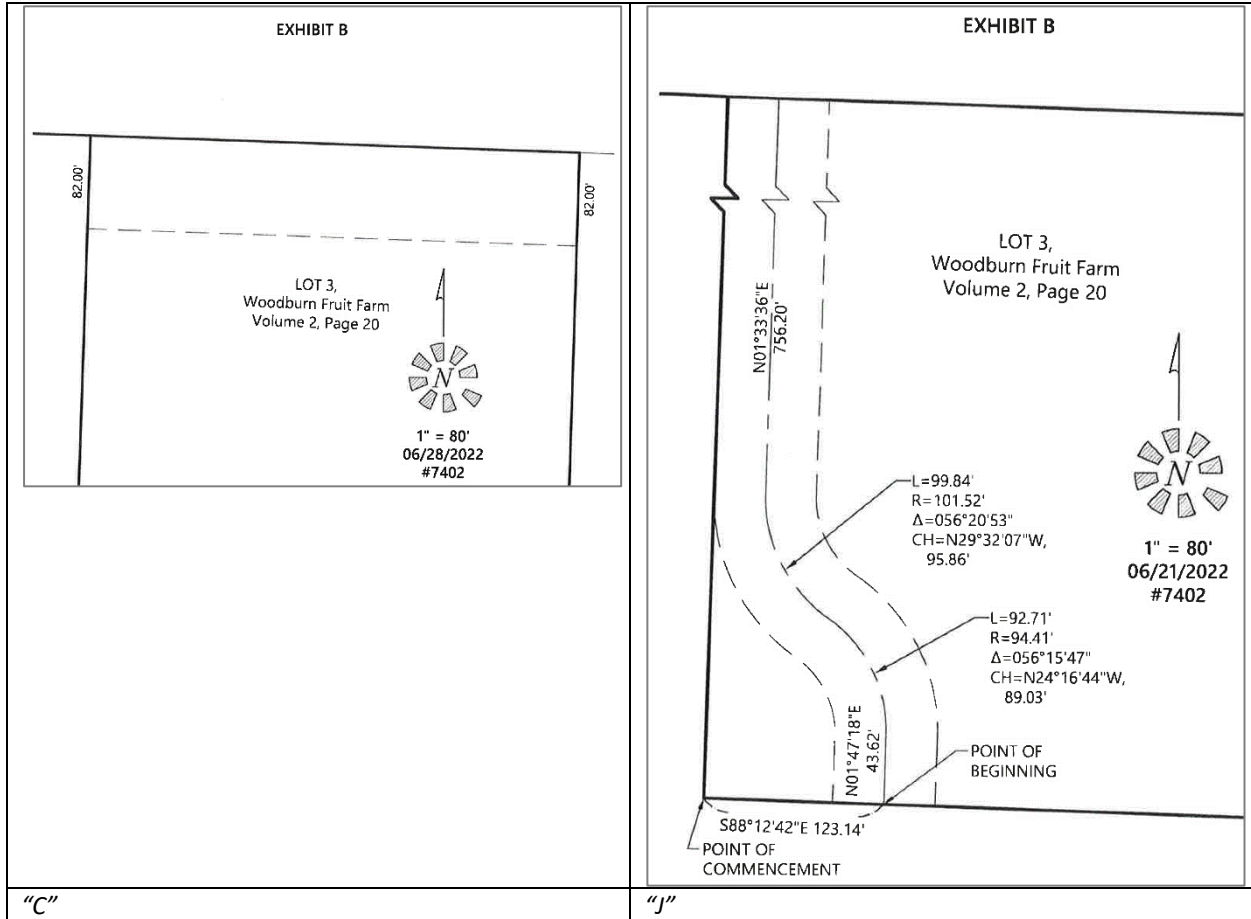 EXHIBIT B
82.00'
82.00'
LOT 3,
Woodburn Fruit Farm
Volume 2, Page 20
N
1" = 80'
06/28/2022
#7402
"C"
EXHIBIT B
LOT 3,
Woodburn Fruit Farm
Volume 2, Page 20
N01°33'36"E
756.20'
N
1" = 80'
06/21/2022
#7402
L=99.84'
R=101.52'
Δ=056°20'53"
CH=N29°32'07"W,
95.86'
L=92.71'
R=94.41'
Δ=056°15'47"
CH=N24°16'44"W,
89.03'
N01°47'18"E
43.62'
POINT OF
BEGINNING
S88°12'42"E 123.14'
POINT OF
COMMENCEMENT
"J"